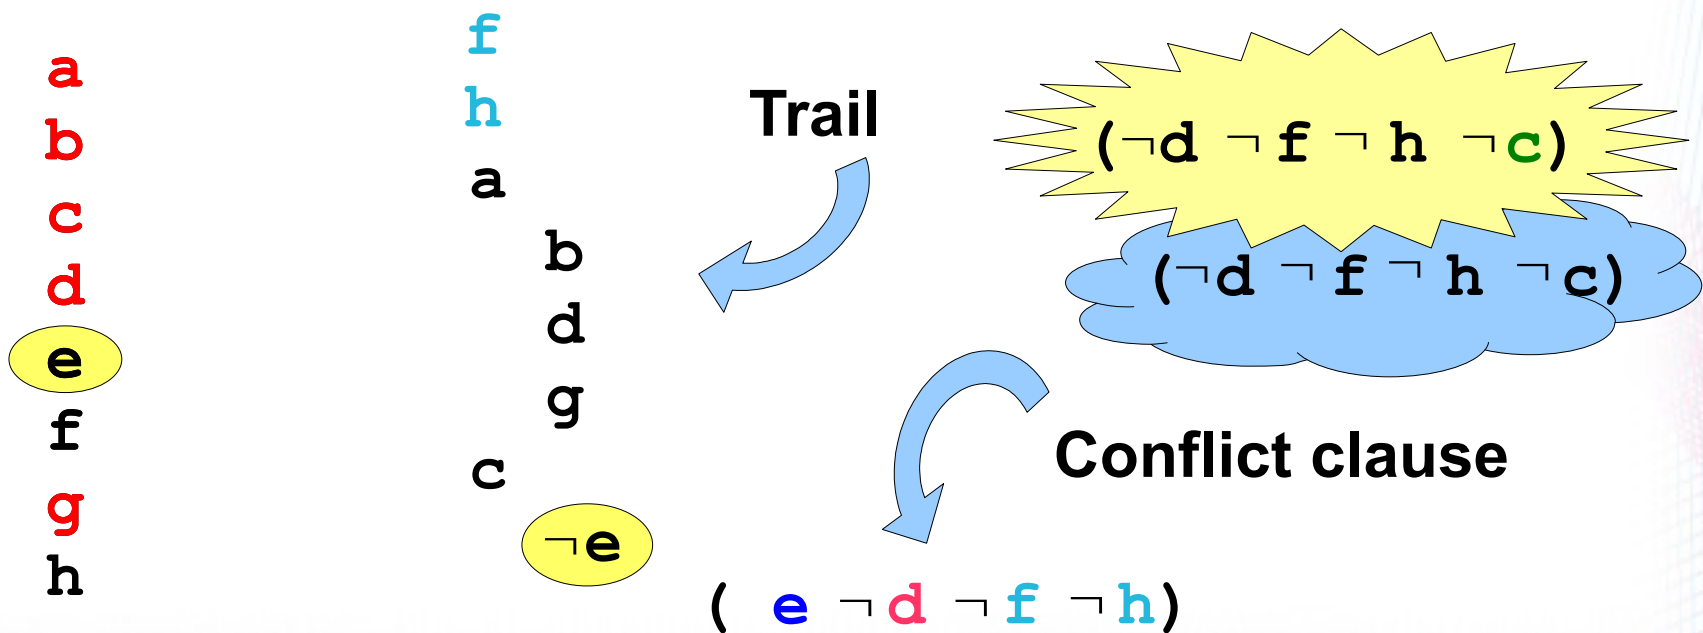 a
b
c
d
e
f
g
h
f
h
a
b
d
g
c
¬e
Trail
(¬d ¬ f ¬ h ¬c)
(¬d ¬ f ¬ h ¬c)
Conflict clause
( e ¬d ¬f ¬h)